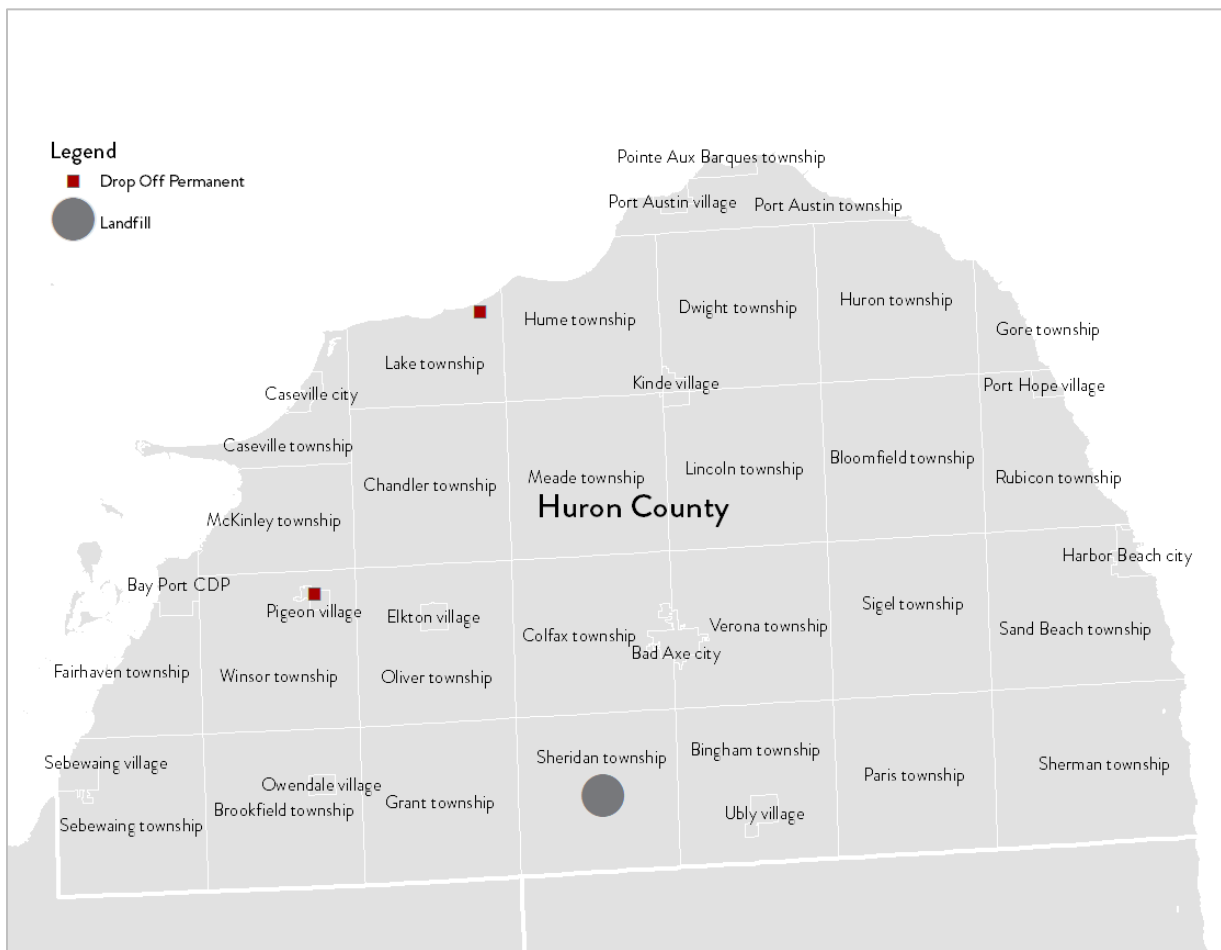 Legend
Drop Off Permanent
Landfill
Pointe Aux Barques township
Port Austin village
Port Austin township
Hume township
Dwight township
Huron township
Gore township
Lake township
Kinde village
Port Hope village
Caseville city
Caseville township
Chandler township
Meade township
Lincoln township
Bloomfield township
Rubicon township
Huron County
McKinley township
Harbor Beach city
Bay Port CDP
Pigeon village
Elkton village
Colfax township
Verona township
Sigel township
Sand Beach township
Bad Axe city
Fairhaven township
Winsor township
Oliver township
Sebewaing village
Sheridan township
Bingham township
Paris township
Sherman township
Owendale village
Brookfield township
Grant township
Ubly village
Sebewaing township